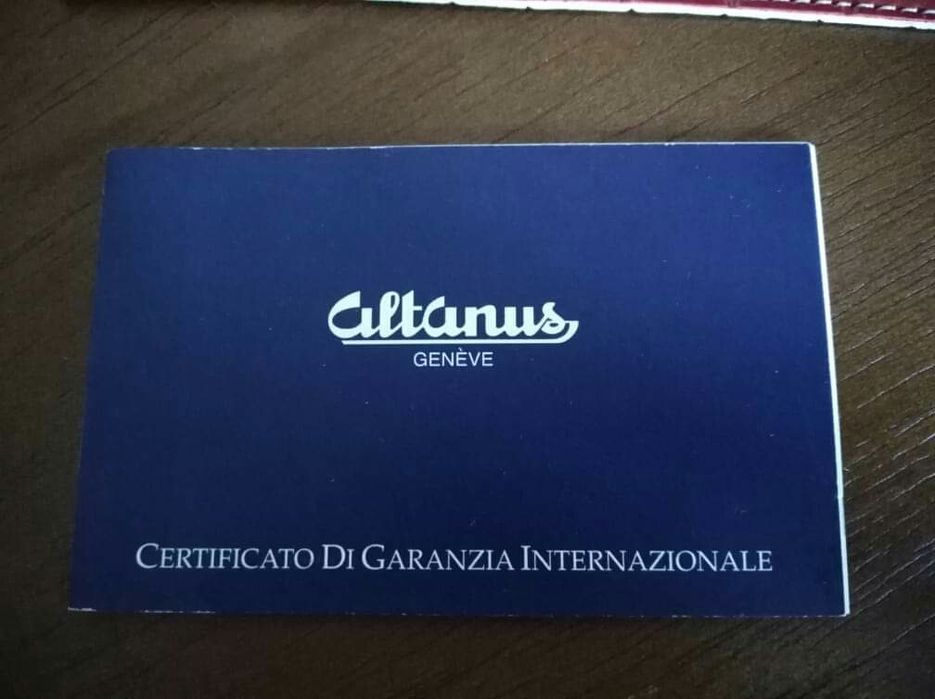 altanus
GENÈVE
CERTIFICATO DI GARANZIA INTERNAZIONALE